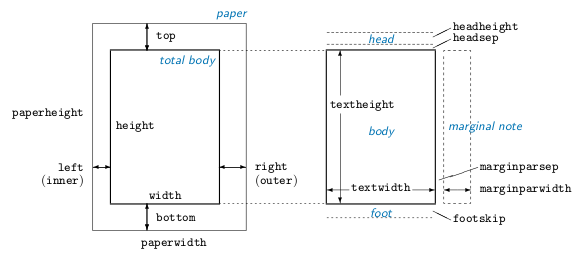 paper
top
total body
paperheight
height
left
(inner)
right
(outer)
width
bottom
paperwidth
headheight
head
headsep
textheight
body
marginal note
marginparsep
textwidth
marginparwidth
foot
footskip